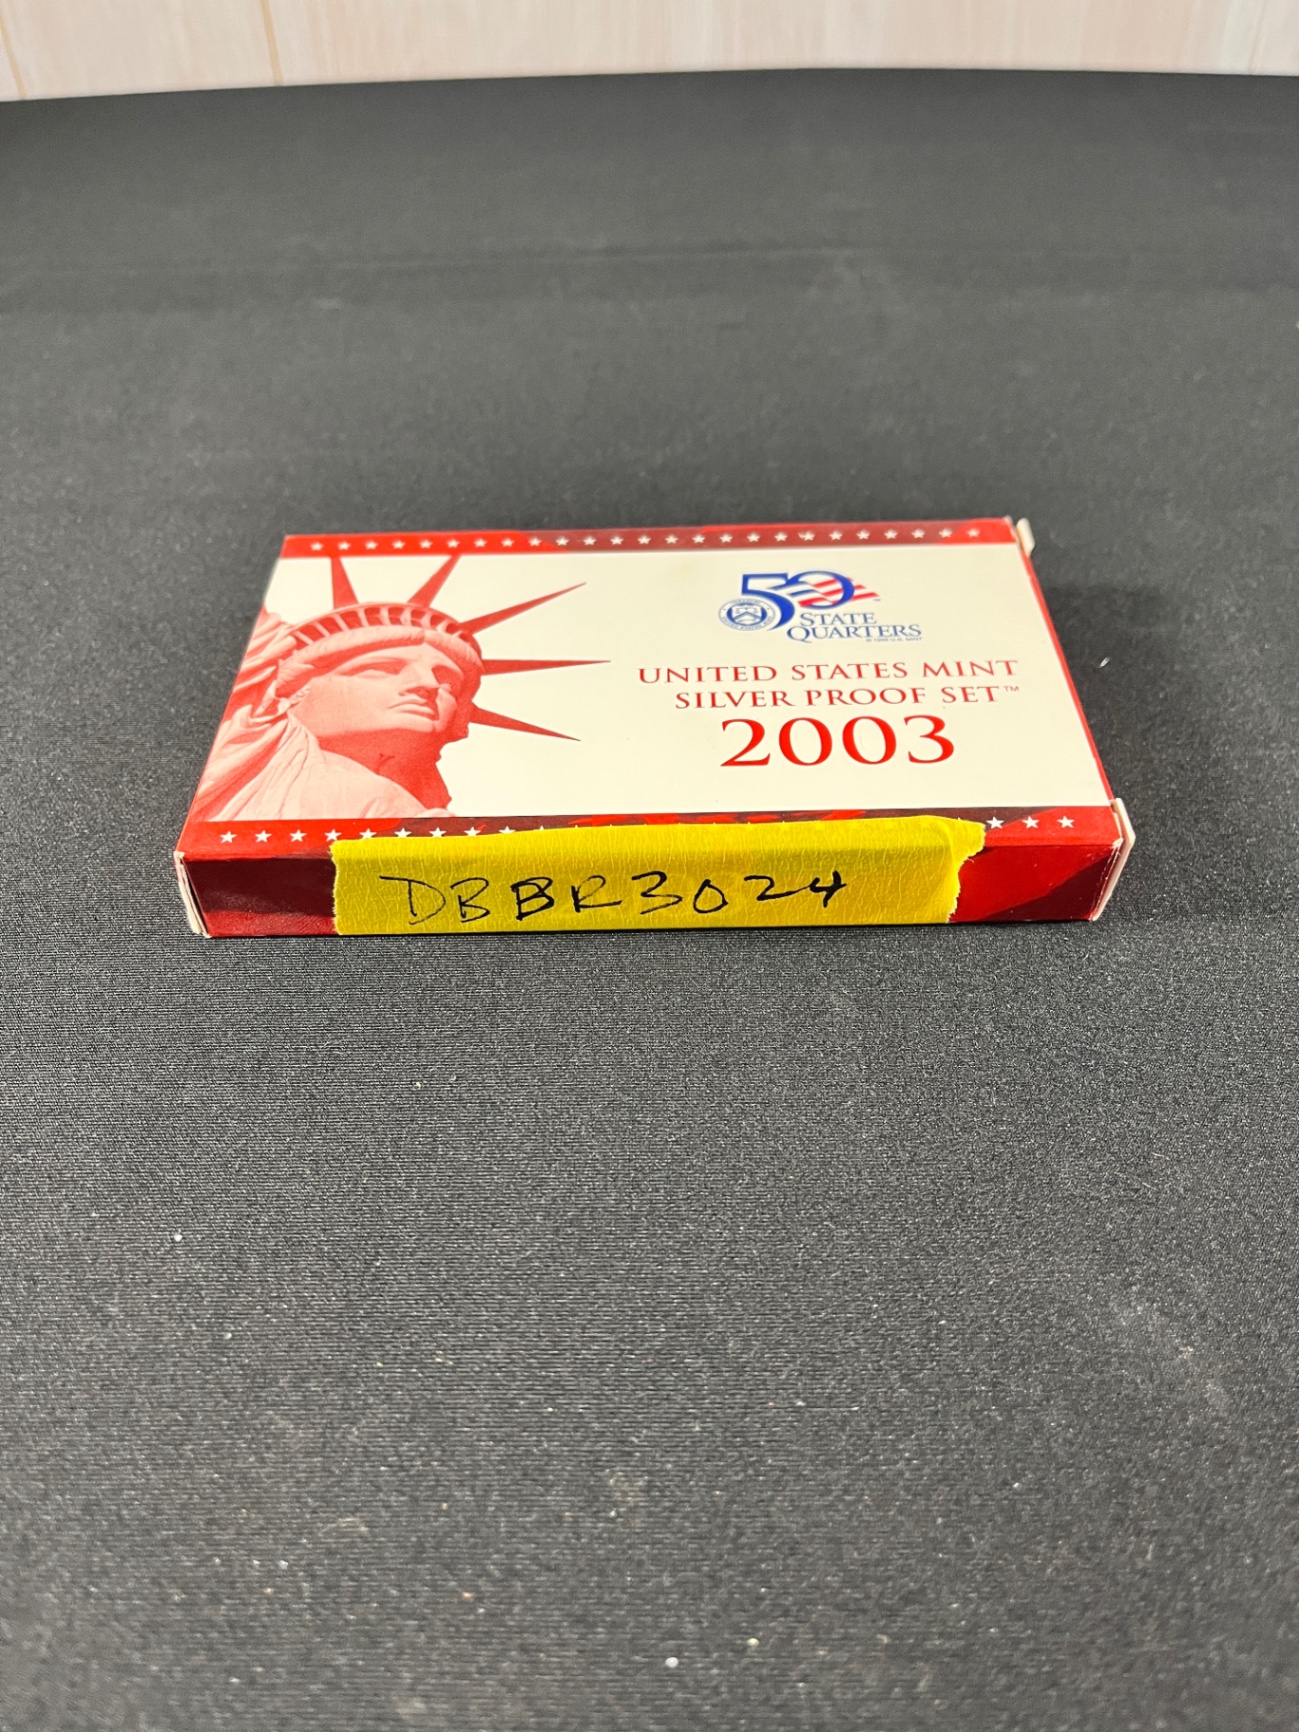 50
STATE
QUARTERS
UNITED STATES MINT
SILVER PROOF SET™
2003
DBBR3024